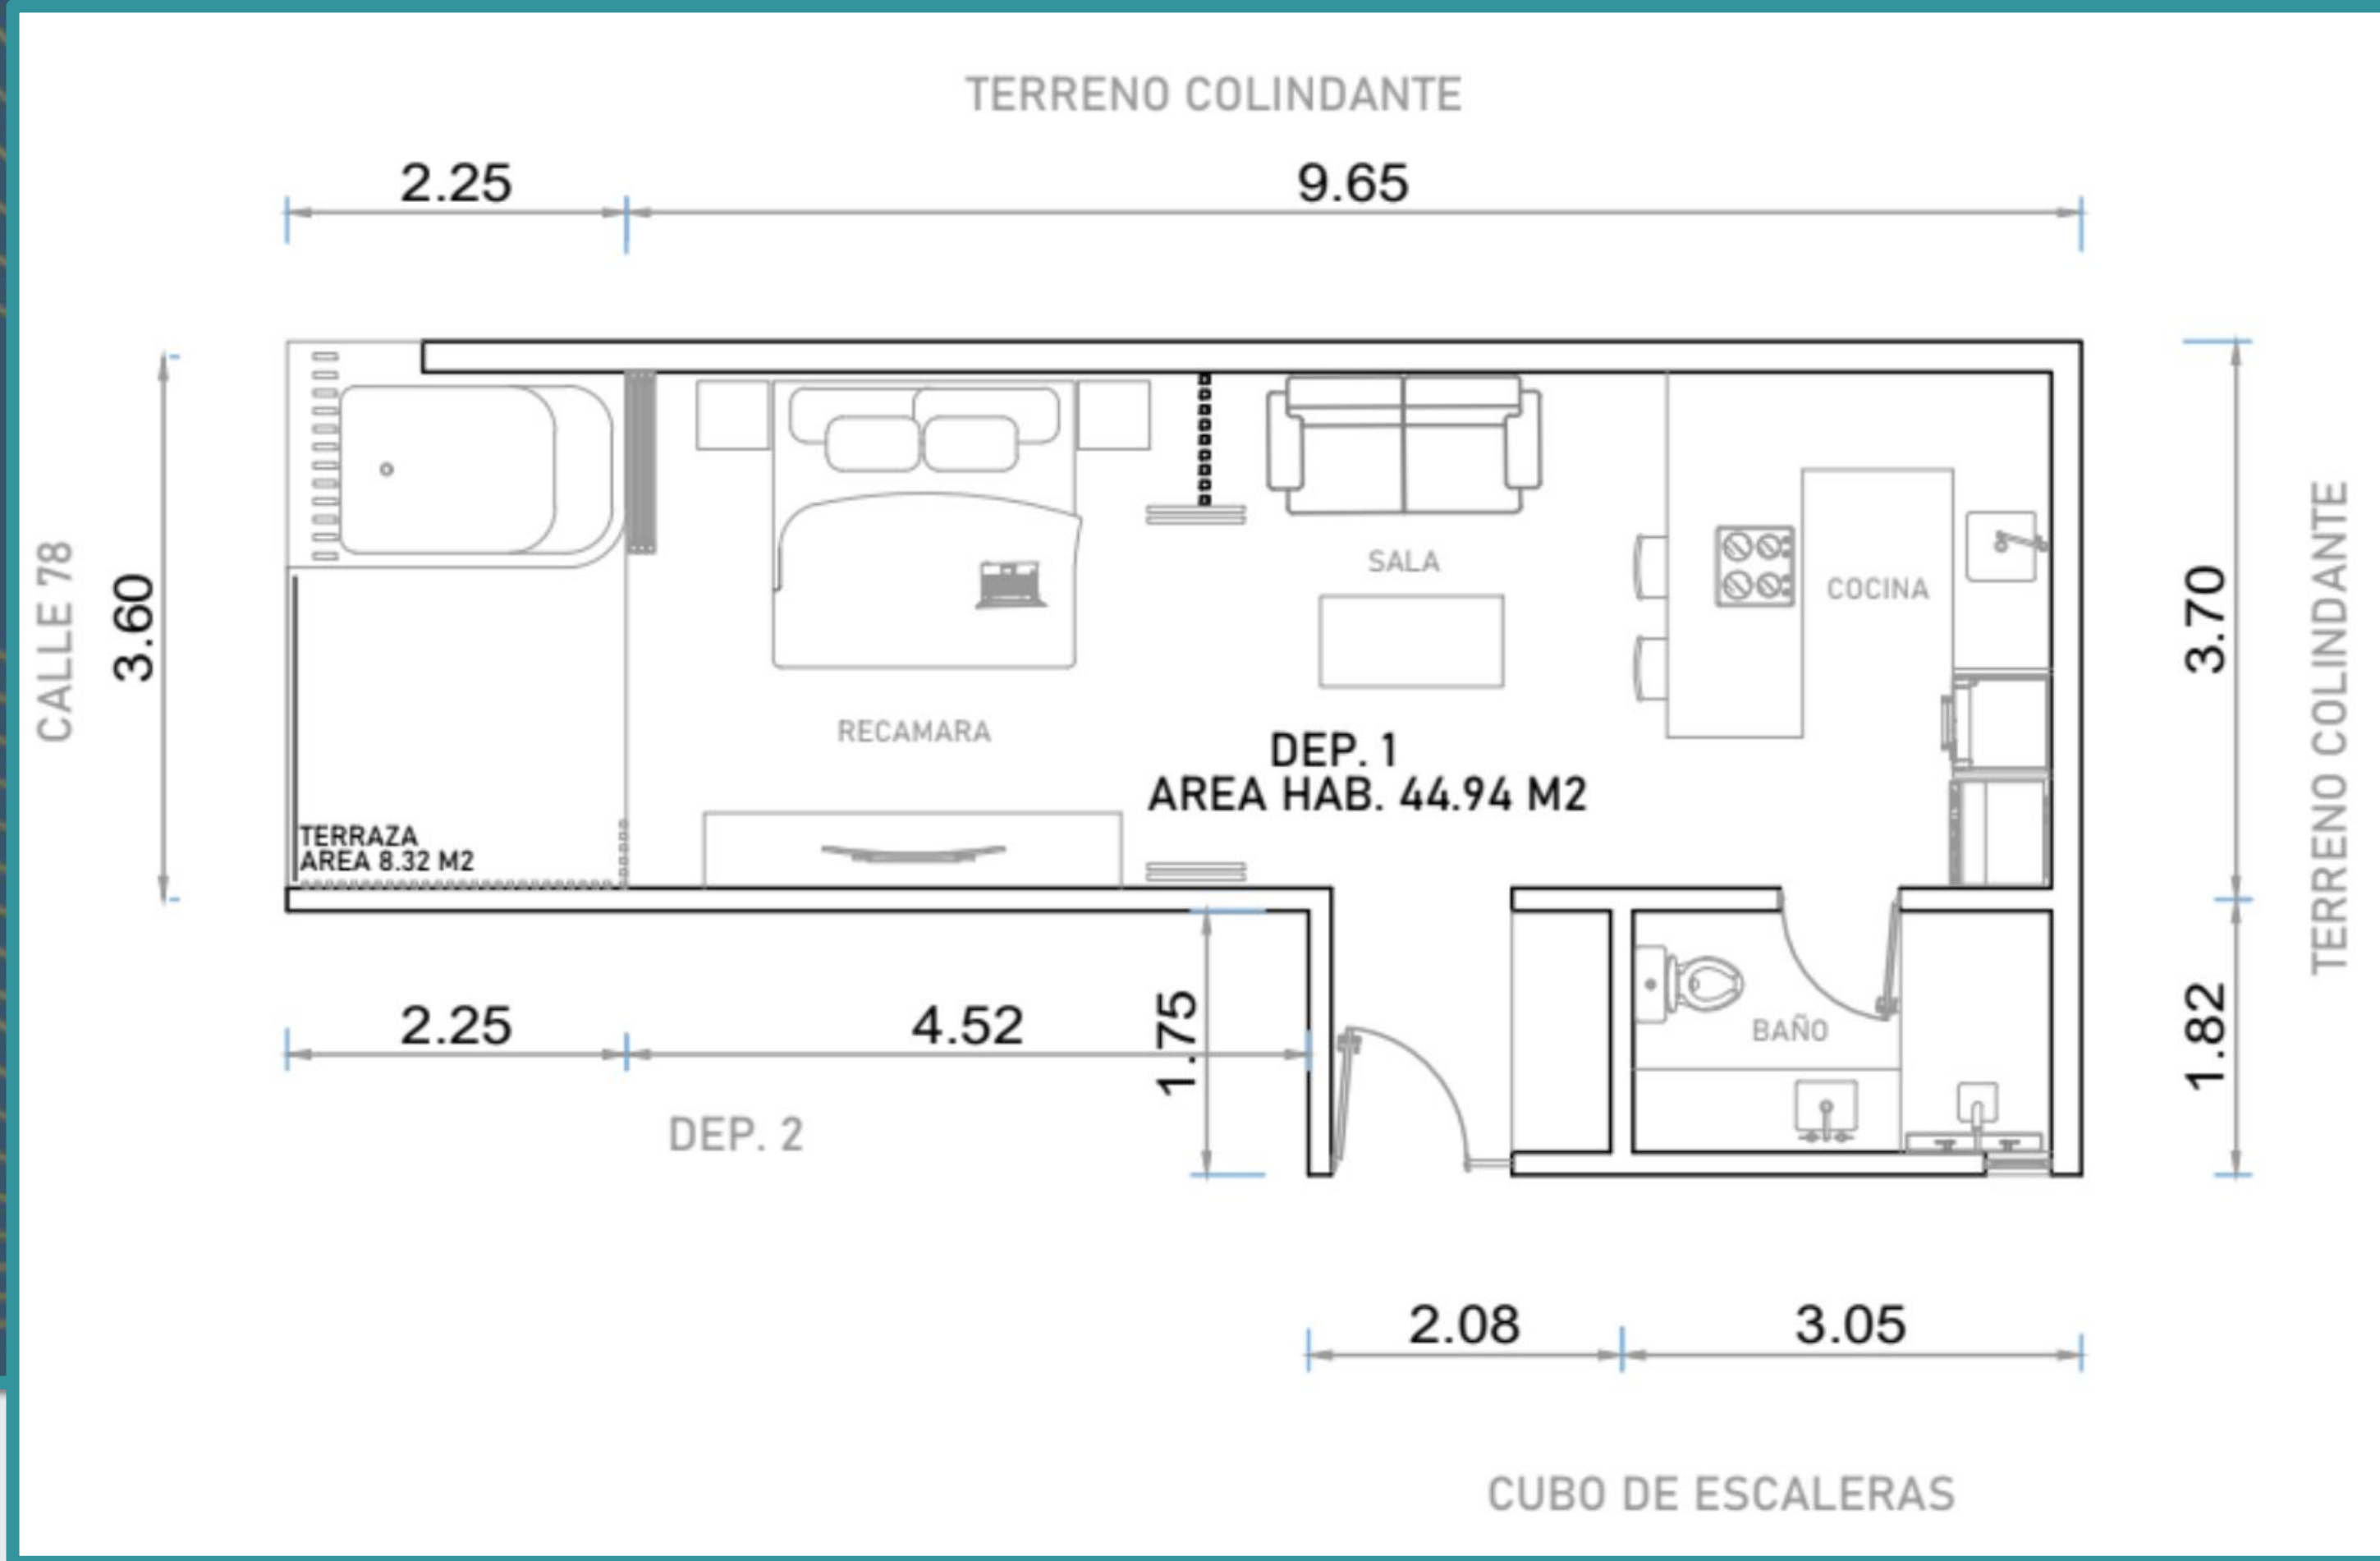 TERRENO COLINDANTE
2.25
9.65
CALLE 78
3.60
SALA
COCINA
RECAMARA
DEP. 1
AREA HAB. 44.94 M2
TERRAZA
AREA 8.32 M2
3.70
TERRENO COLINDANTE
2.25
4.52
1.75
BAÑO
1.82
DEP. 2
2.08
3.05
CUBO DE ESCALERAS